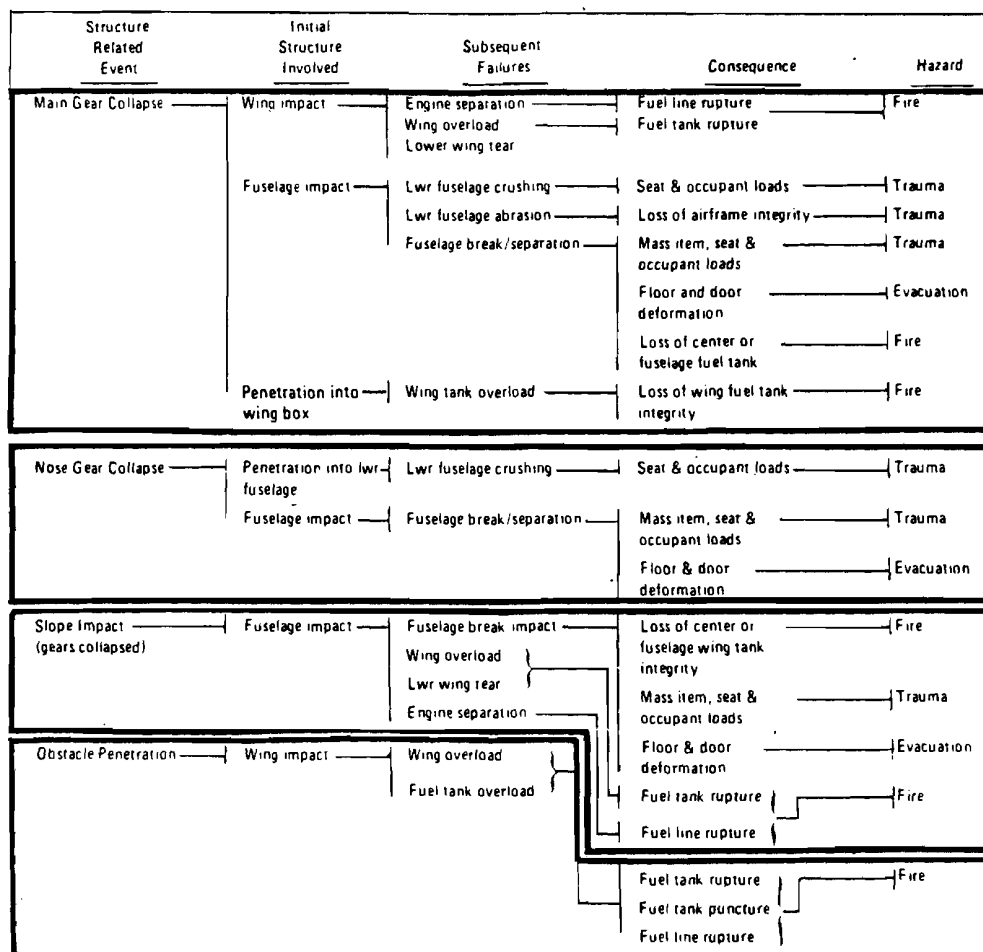 Structure Related Event
Initial Structure Involved
Subsequent Failures
Consequence
Hazard
Main Gear Collapse
Wing impact
Engine separation
Fuel line rupture
Fire
Wing overload
Fuel tank rupture
Lower wing tear
Fuselage impact
Lwr fuselage crushing
Seat & occupant loads
Trauma
Lwr fuselage abrasion
Loss of airframe integrity
Trauma
Fuselage break/separation
Mass item, seat &
occupant loads
Trauma
Floor and door
deformation
Evacuation
Loss of center or
fuselage fuel tank
Fire
Penetration into
wing box
Wing tank overload
Loss of wing fuel tank
integrity
Fire
Nose Gear Collapse
Penetration into lwr
fuselage
Lwr fuselage crushing
Seat & occupant loads
Trauma
Fuselage impact
Fuselage break/separation
Mass item, seat &
occupant loads
Trauma
Floor & door
deformation
Evacuation
Slope Impact
(gears collapsed)
Fuselage impact
Fuselage break impact
Loss of center or
fuselage wing tank
integrity
Fire
Wing overload
Lwr wing tear
Engine separation
Mass item, seat &
occupant loads
Trauma
Floor & door
deformation
Evacuation
Fuel tank rupture
Fire
Fuel line rupture
Obstacle Penetration
Wing impact
Wing overload
Fuel tank overload
Fuel tank rupture
Fire
Fuel tank puncture
Fuel line rupture